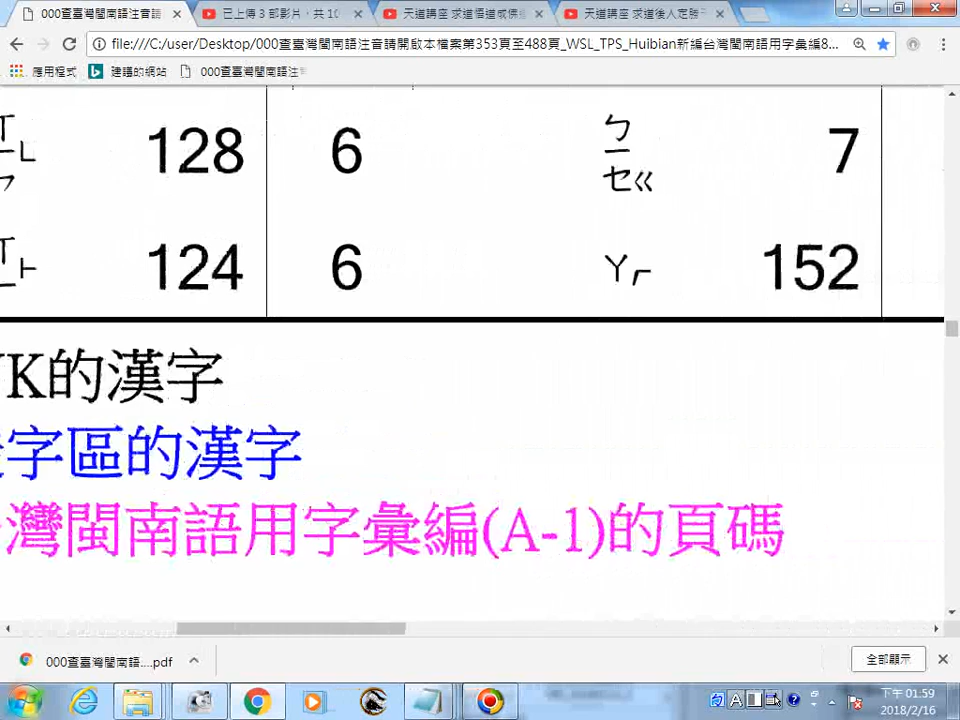 000查臺灣閩南語注音請
已上傳 3 部影片，共 10
天道講座 求道悟道成佛
天道講座 求道後人定勝
file:///C:/user/Desktop/000查臺灣閩南語注音請開啟本檔案第353頁至488頁_WSL_TPS_Huibian新編台灣閩南語用字彙編8...
應用程式
建議的網站
000查臺灣閩南語注
128 6 ㄅㄧㄝㄍ 7
124 6 ㄚㄏ 152
K的漢字
字區的漢字
灣閩南語用字彙編(A-1)的頁碼
000查臺灣閩南語....pdf
全部顯示
下午 01:59
2018/2/16